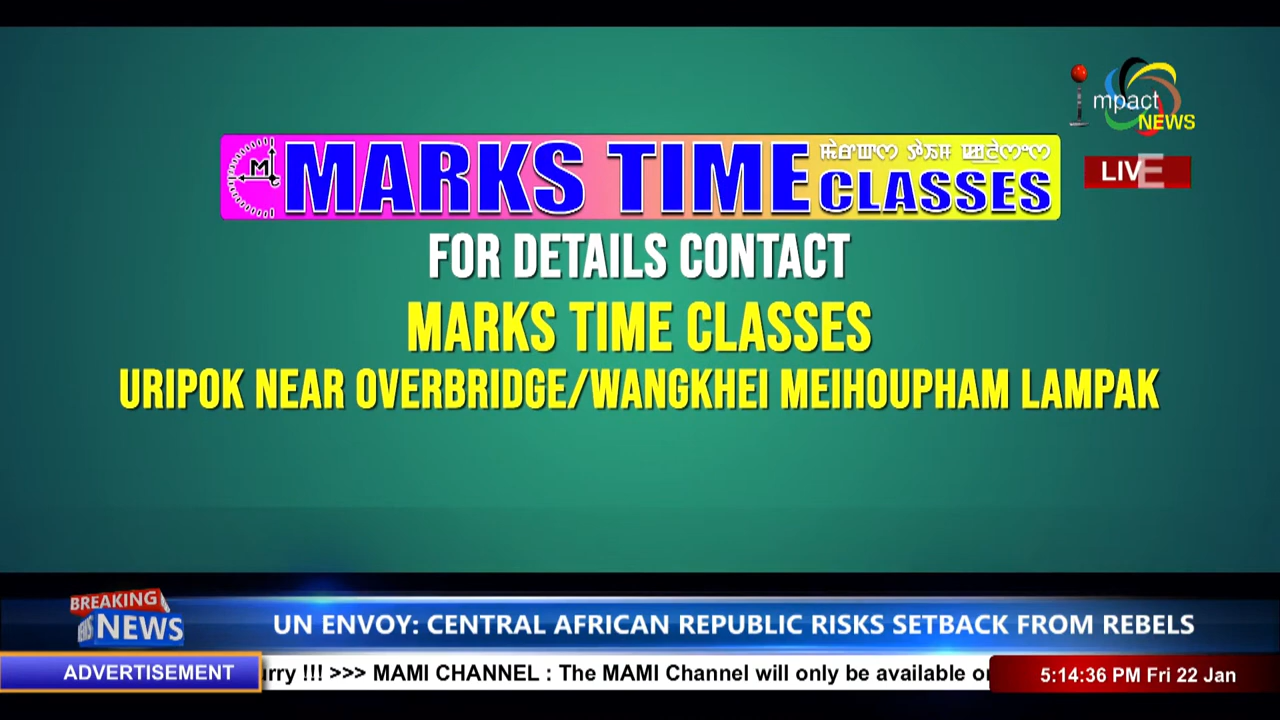 mpact
NEWS
LIVE
MARKS TIME
CLASSES
FOR DETAILS CONTACT
MARKS TIME CLASSES
URIPOK NEAR OVERBRIDGE/WANGKHEI MEIHOUPHAM LAMPAK
BREAKING
NEWS
UN ENVOY: CENTRAL AFRICAN REPUBLIC RISKS SETBACK FROM REBELS
ADVERTISEMENT
urry !!! >>> MAMI CHANNEL : The MAMI Channel will only be available
5:14:36 PM Fri 22 Jan